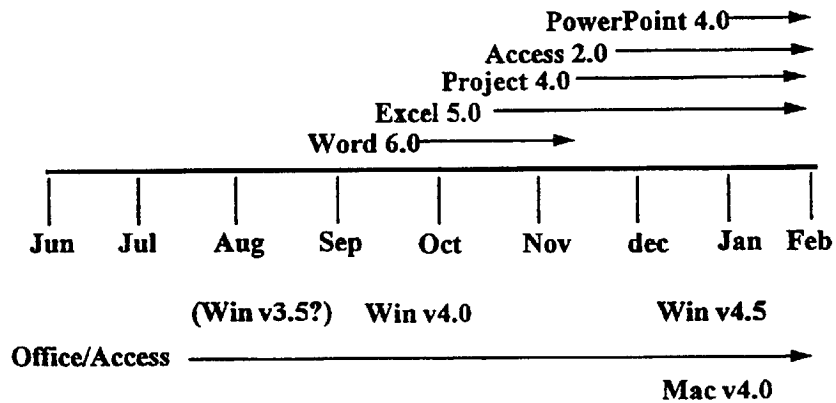 PowerPoint 4.0
Access 2.0
Project 4.0
Excel 5.0
Word 6.0
Jun Jul Aug Sep Oct Nov dec Jan Feb
(Win v3.5?) Win v4.0 Win v4.5
Office/Access
Mac v4.0